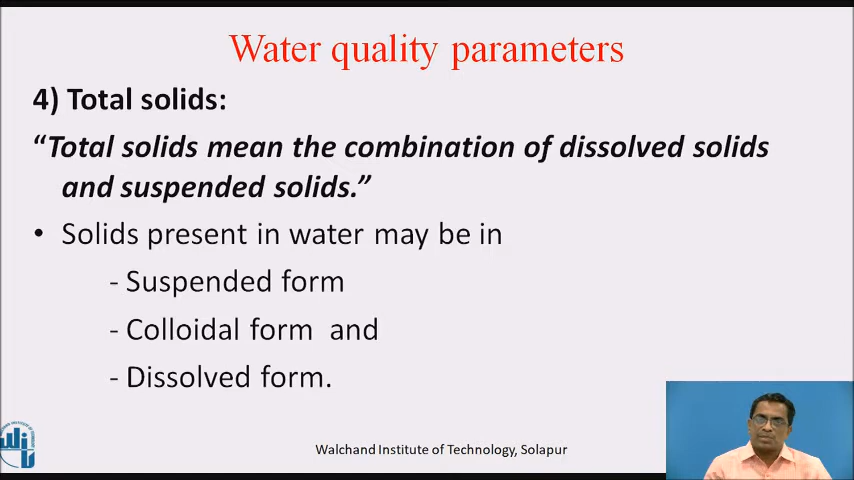 Water quality parameters
4) Total solids:
“Total solids mean the combination of dissolved solids
and suspended solids.”
• Solids present in water may be in
- Suspended form
- Colloidal form and
- Dissolved form.
Walchand Institute of Technology, Solapur